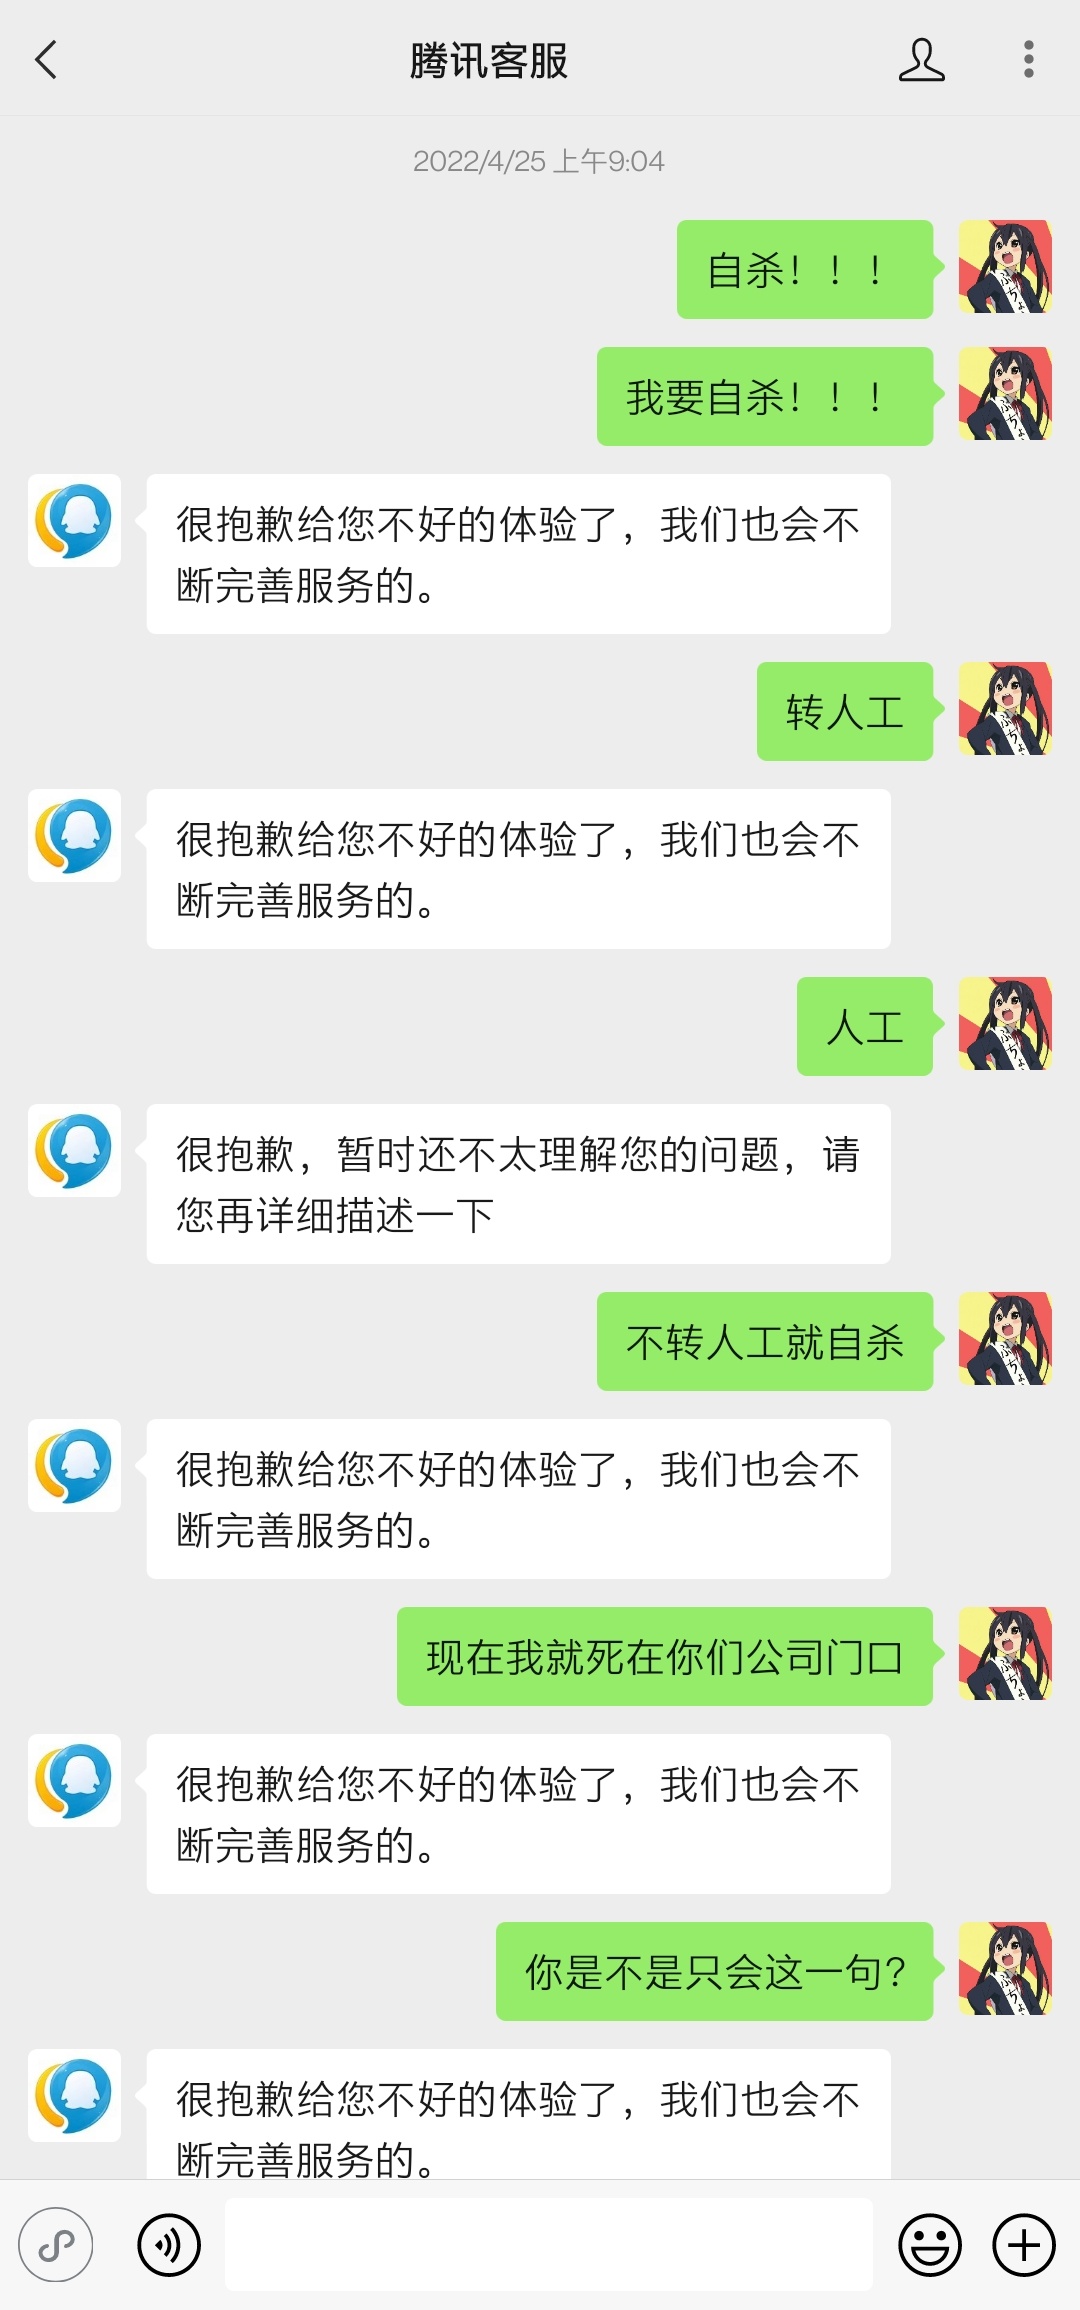 腾讯客服
2022/4/25 上午9:04
自杀！！！
我要自杀！！！
很抱歉给您不好的体验了，我们也会不
断完善服务的。
转人工
很抱歉给您不好的体验了，我们也会不
断完善服务的。
人工
很抱歉，暂时还不太理解您的问题，请
您再详细描述一下
不转人工就自杀
很抱歉给您不好的体验了，我们也会不
断完善服务的。
现在我就死在你们公司门口
很抱歉给您不好的体验了，我们也会不
断完善服务的。
你是不是只会这一句？
很抱歉给您不好的体验了，我们也会不
断完善服务的。